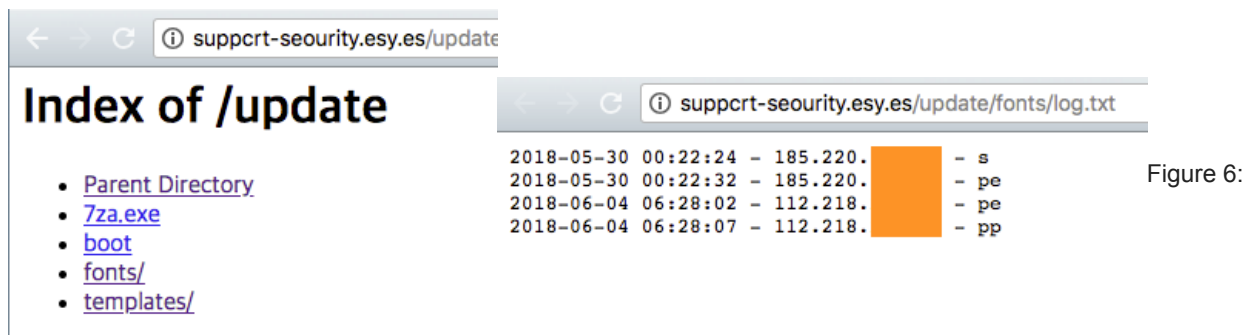 suppcrt-seourity.esy.es/update
Index of /update
Parent Directory
7za.exe
boot
fonts/
templates/
suppcrt-seourity.esy.es/update/fonts/log.txt
2018-05-30 00:22:24 - 185.220. - s
2018-05-30 00:22:32 - 185.220. - pe
2018-06-04 06:28:02 - 112.218. - pe
2018-06-04 06:28:07 - 112.218. - pp
Figure 6: